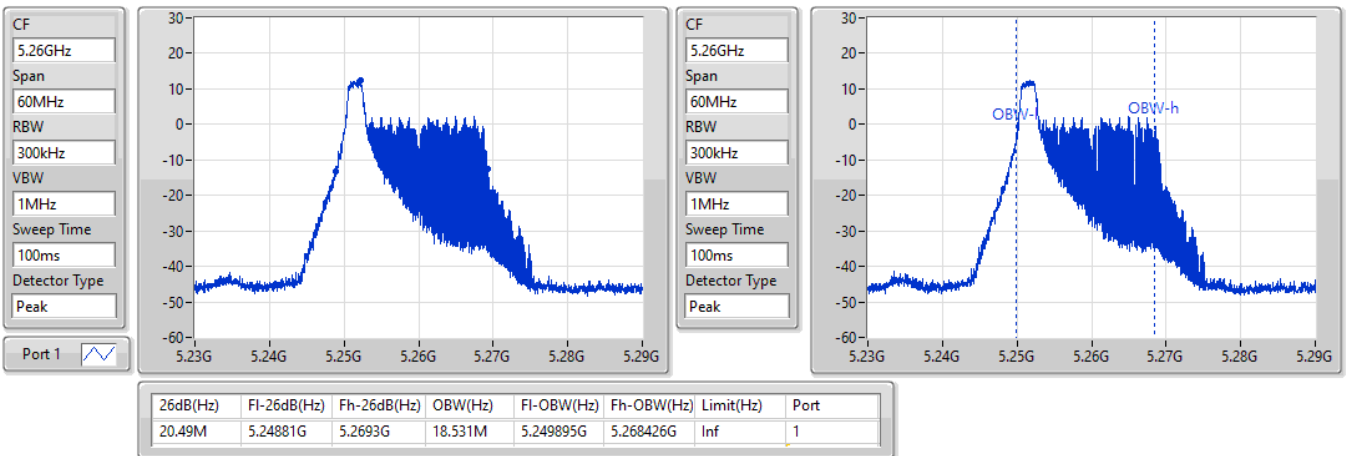 CF
5.26GHz
Span
60MHz
RBW
300kHz
VBW
1MHz
Sweep Time
100ms
Detector Type
Peak
Port 1
30
20
10
0
-10
-20
-30
-40
-50
-60
5.23G 5.24G 5.25G 5.26G 5.27G 5.28G 5.29G
CF
5.26GHz
Span
60MHz
RBW
300kHz
VBW
1MHz
Sweep Time
100ms
Detector Type
Peak
30
20
10
0
-10
-20
-30
-40
-50
-60
OBW-l
OBW-h
5.23G 5.24G 5.25G 5.26G 5.27G 5.28G 5.29G
26dB(Hz) Fl-26dB(Hz) Fh-26dB(Hz) OBW(Hz) Fl-OBW(Hz) Fh-OBW(Hz) Limit(Hz) Port
20.49M 5.24881G 5.2693G 18.531M 5.249895G 5.268426G Inf 1